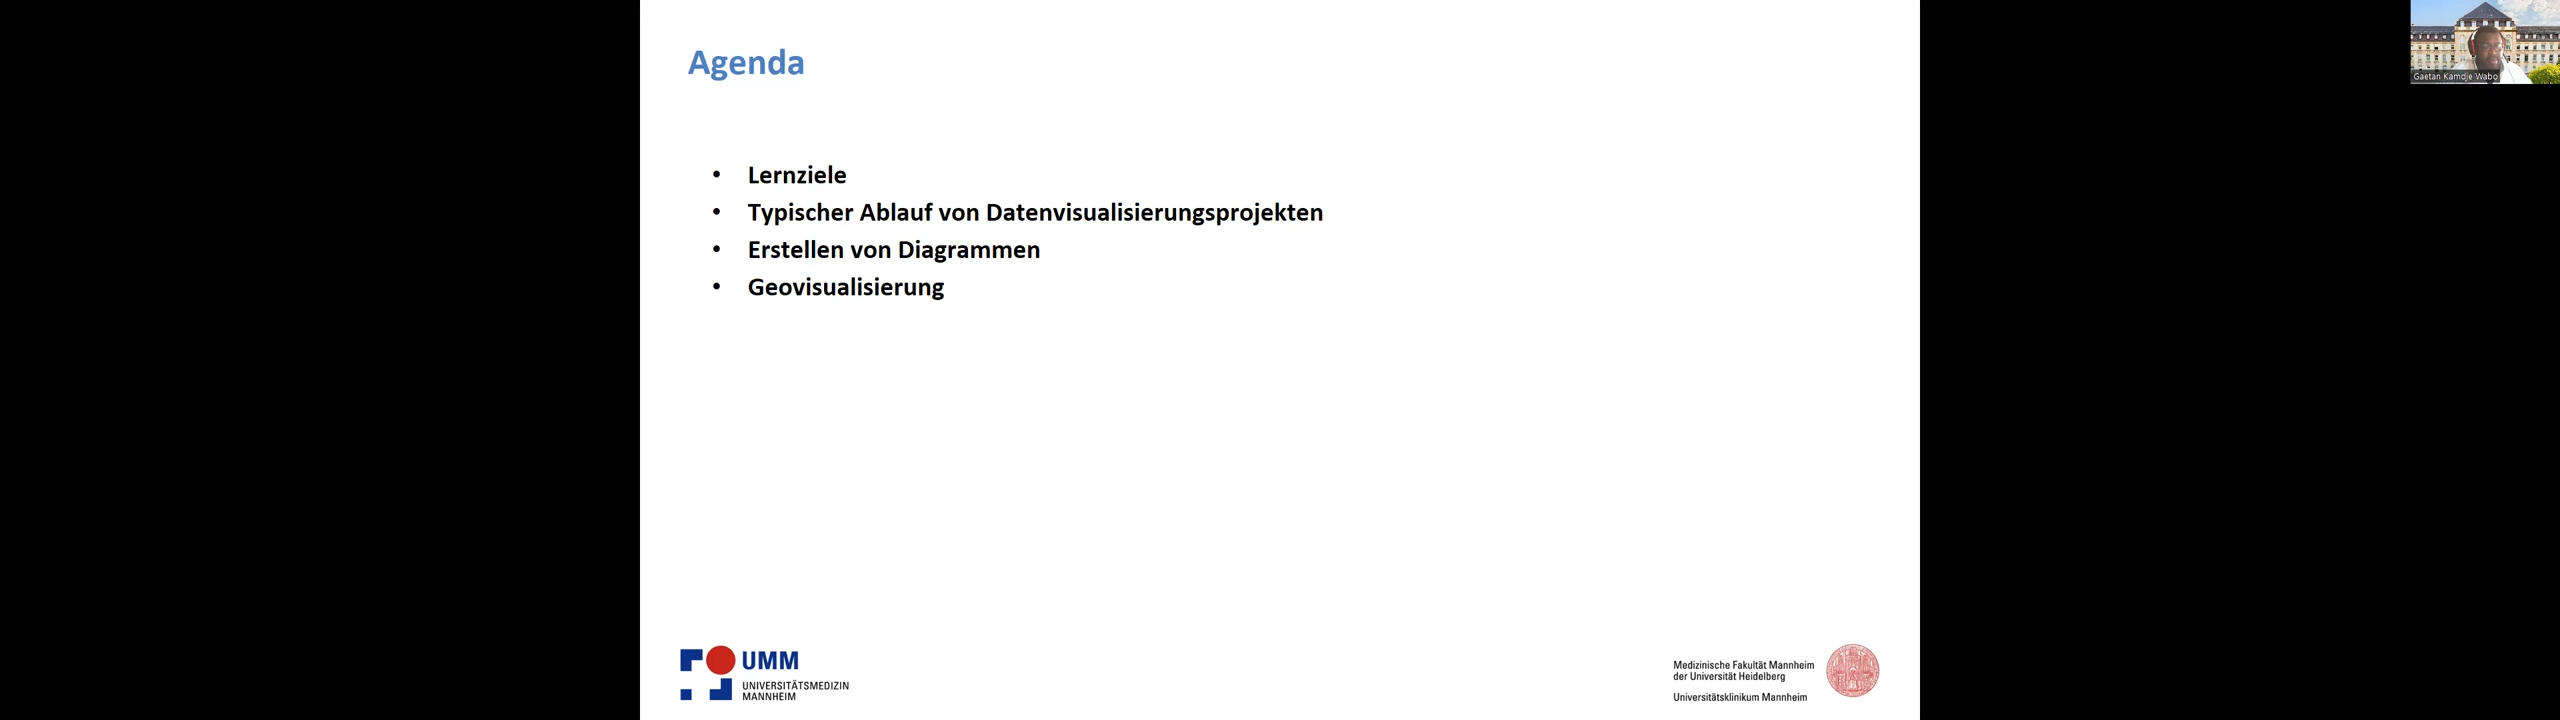 Agenda
Gaetan Kamdje Wabo
• Lernziele
• Typischer Ablauf von Datenvisualisierungsprojekten
• Erstellen von Diagrammen
• Geovisualisierung
UMM
UNIVERSITÄTSMEDIZIN
MANNHEIM
Medizinische Fakultät Mannheim
der Universität Heidelberg
Universitätsklinikum Mannheim